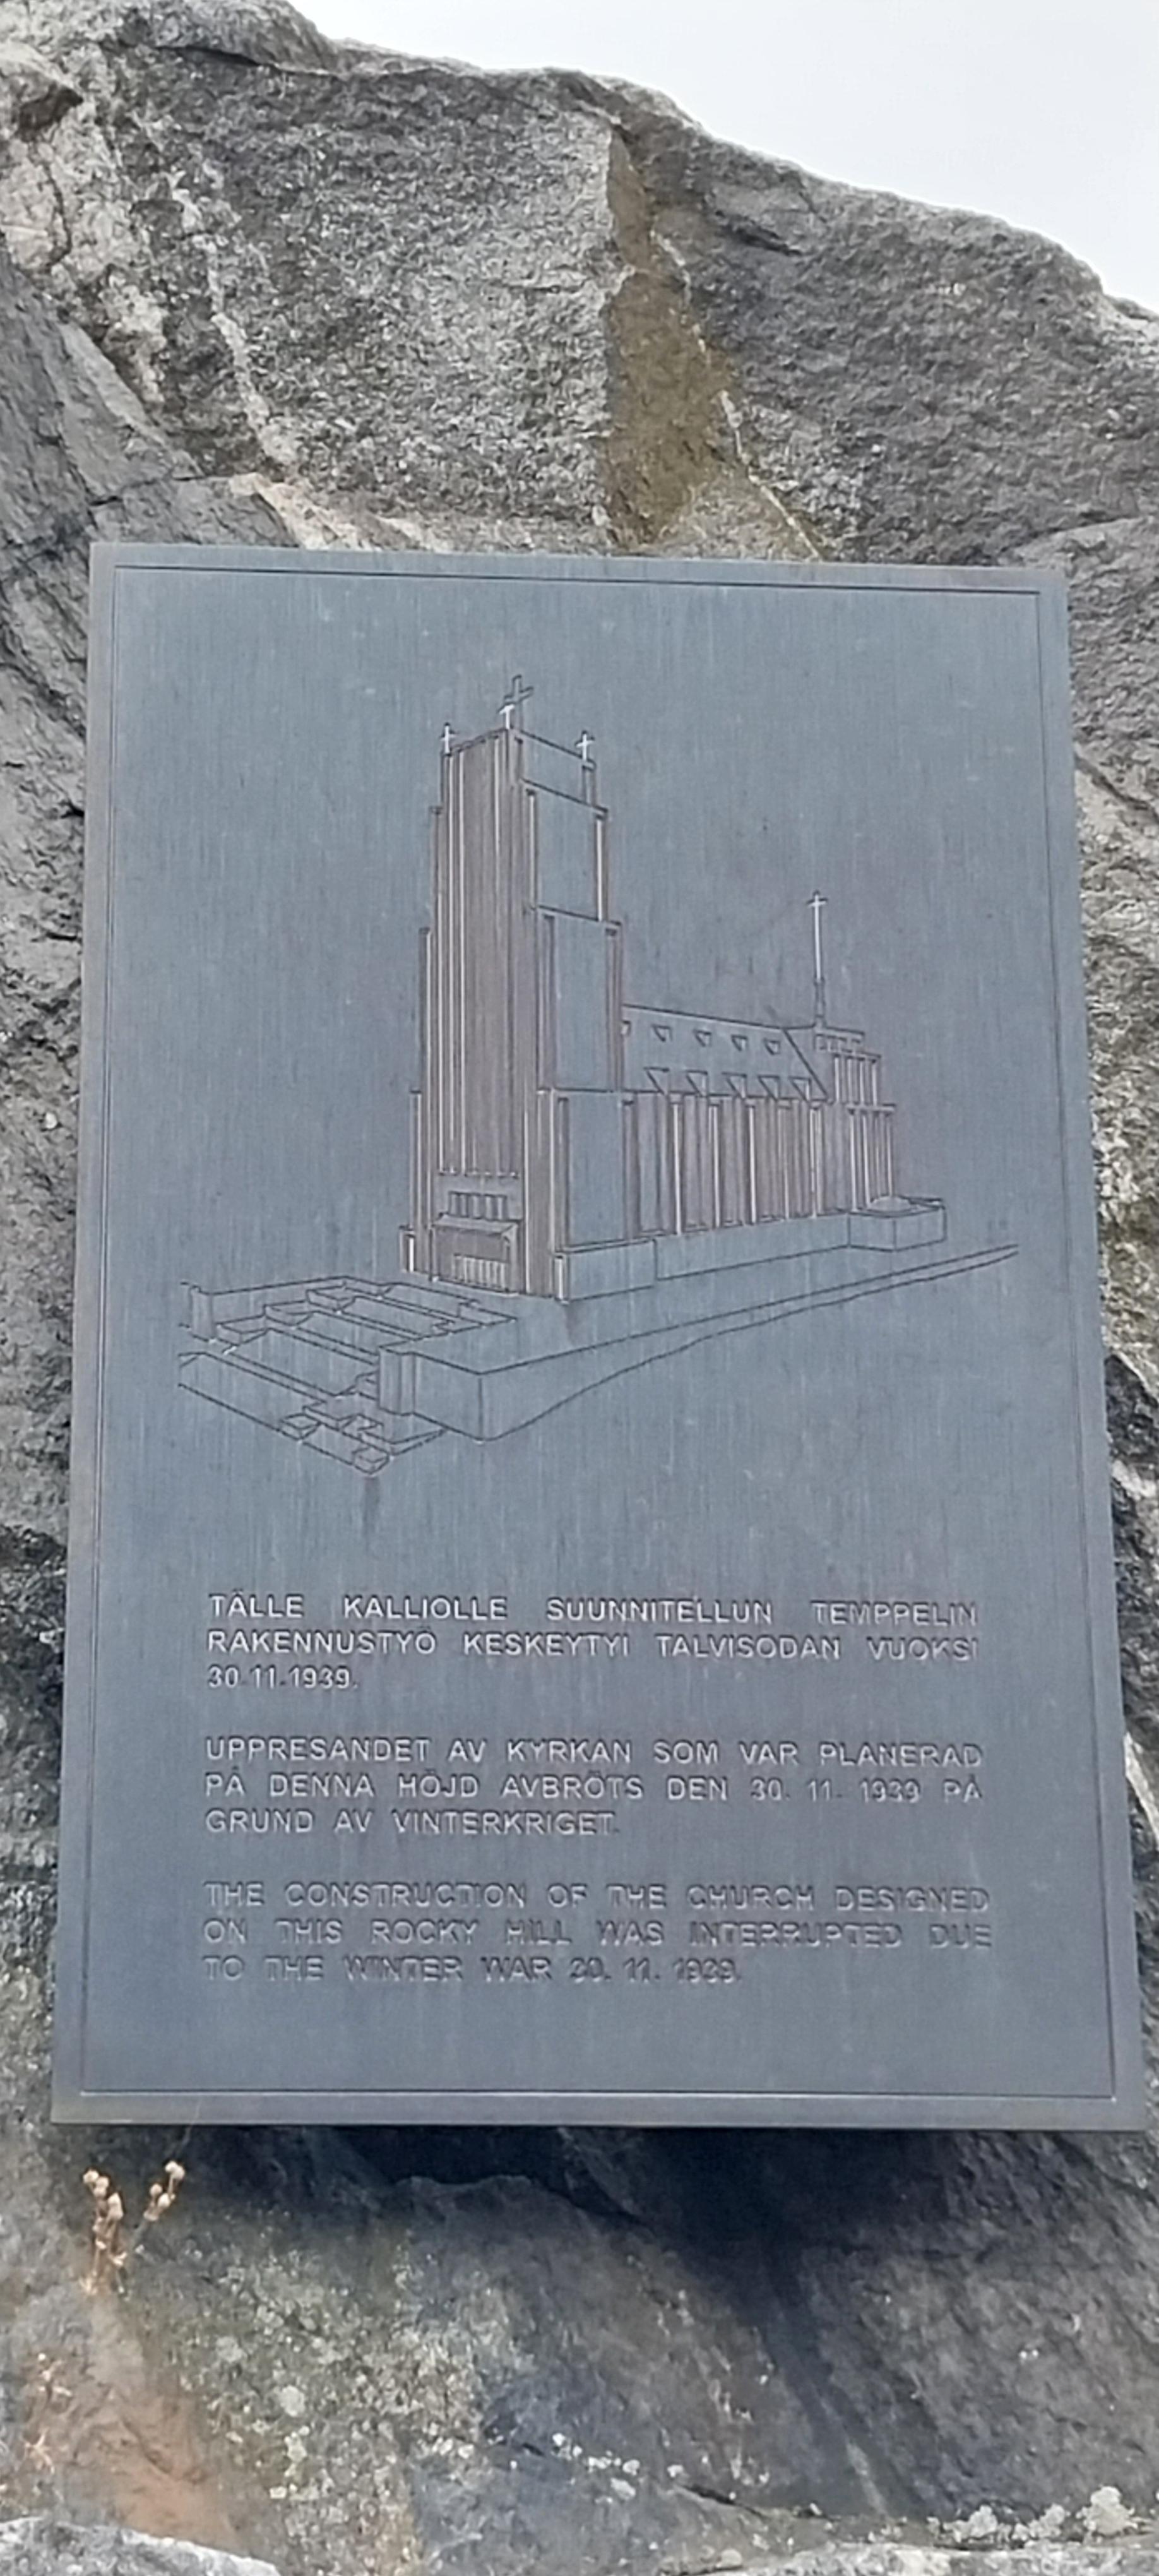 TÄLLE KALLIOLLE SUUNNITELLUN TEMPPELIN
RAKENNUSTYÖ KESKEYTYI TALVISODAN VUOKSI
30.11.1939.
UPPRESANDET AV KYRKAN SOM VAR PLANERAD
PÅ DENNA HÖJD AVBRÖTS DEN 30. 11. 1939 PÅ
GRUND AV VINTERKRIGET.
THE CONSTRUCTION OF THE CHURCH DESIGNED
ON THIS ROCKY HILL WAS INTERRUPTED DUE
TO THE WINTER WAR 30. 11. 1939.